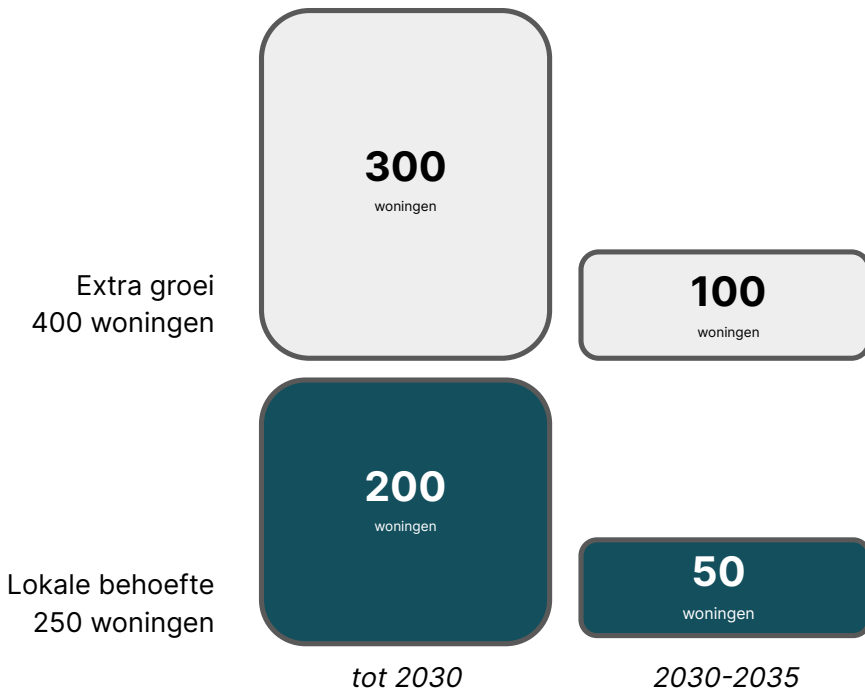 300
woningen
Extra groei
400 woningen
100
woningen
200
woningen
Lokale behoefte
250 woningen
50
woningen
tot 2030
2030-2035